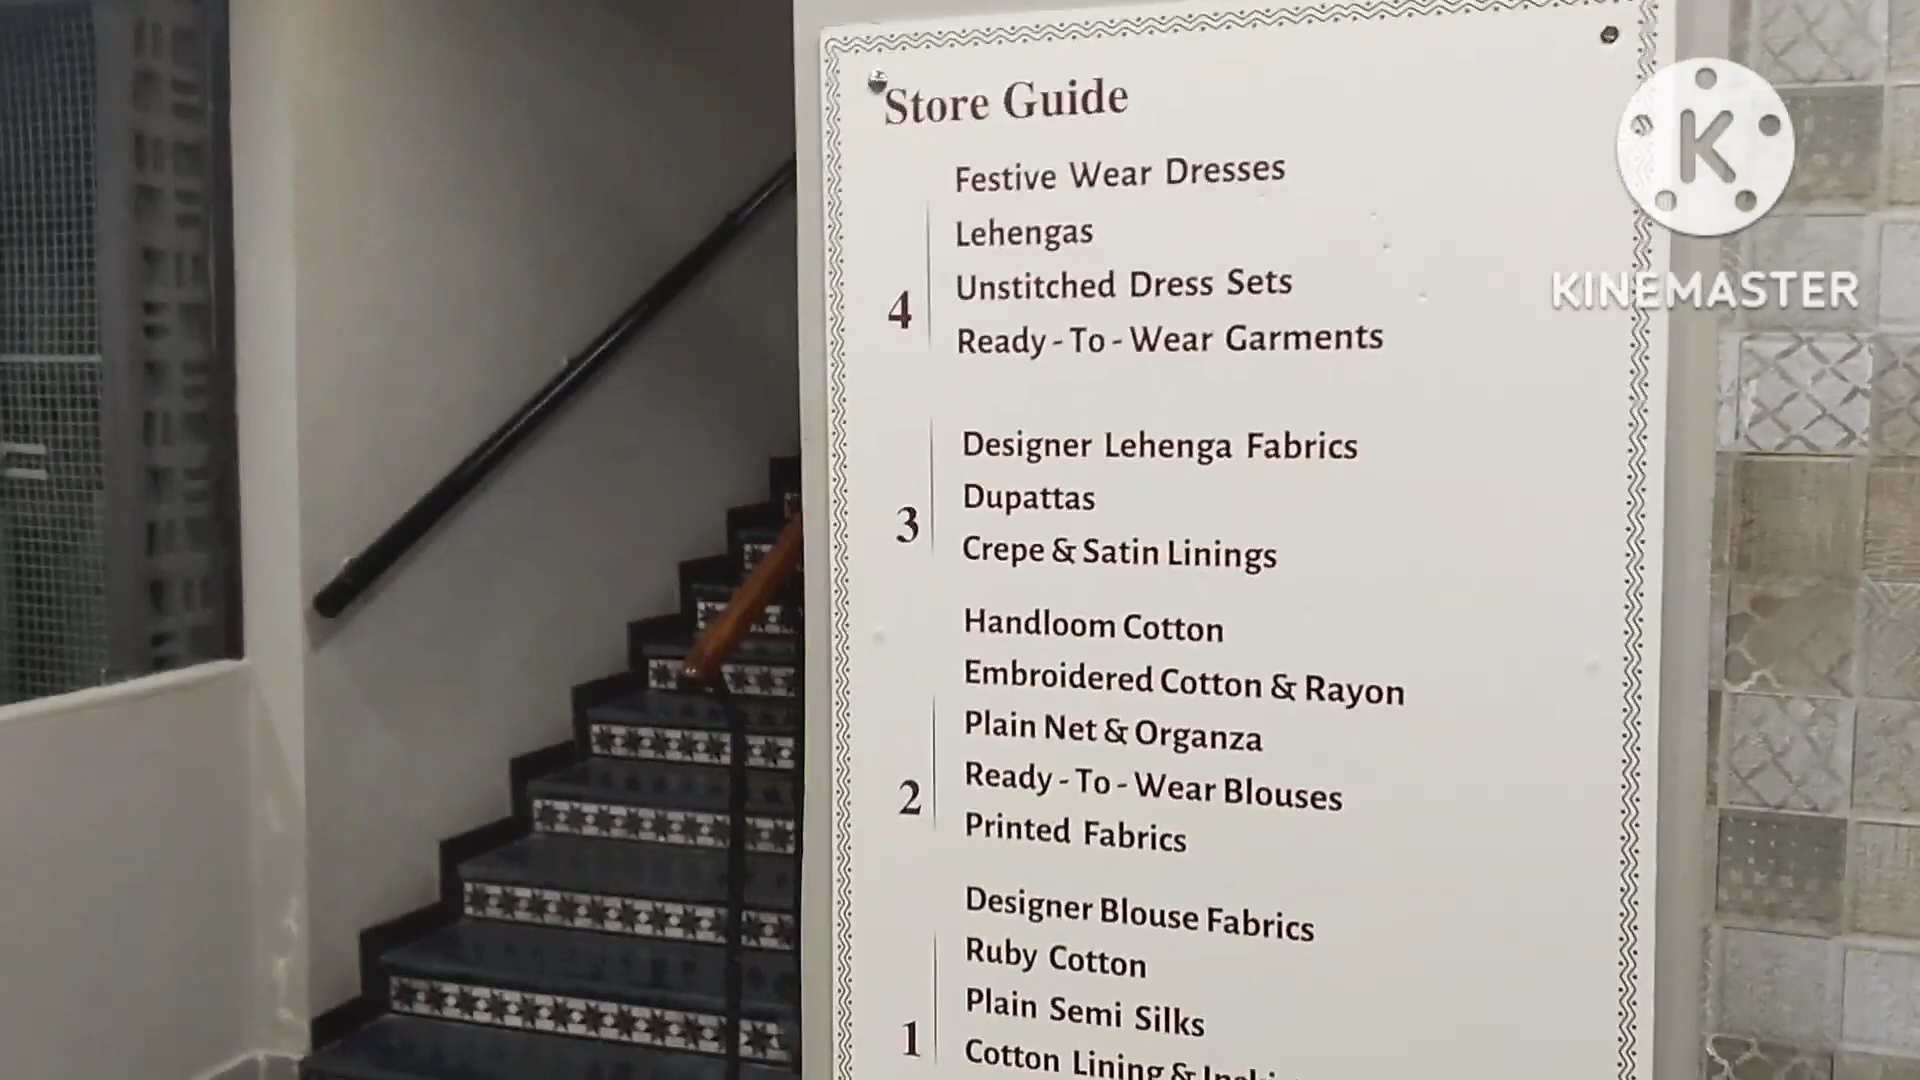 Store Guide
Festive Wear Dresses
Lehengas
Unstitched Dress Sets
4
Ready - To - Wear Garments
Designer Lehenga Fabrics
Dupattas
3
Crepe & Satin Linings
Handloom Cotton
Embroidered Cotton & Rayon
Plain Net & Organza
Ready - To - Wear Blouses
2
Printed Fabrics
Designer Blouse Fabrics
Ruby Cotton
Plain Semi Silks
1
Cotton Lining &
K
KINEMASTER